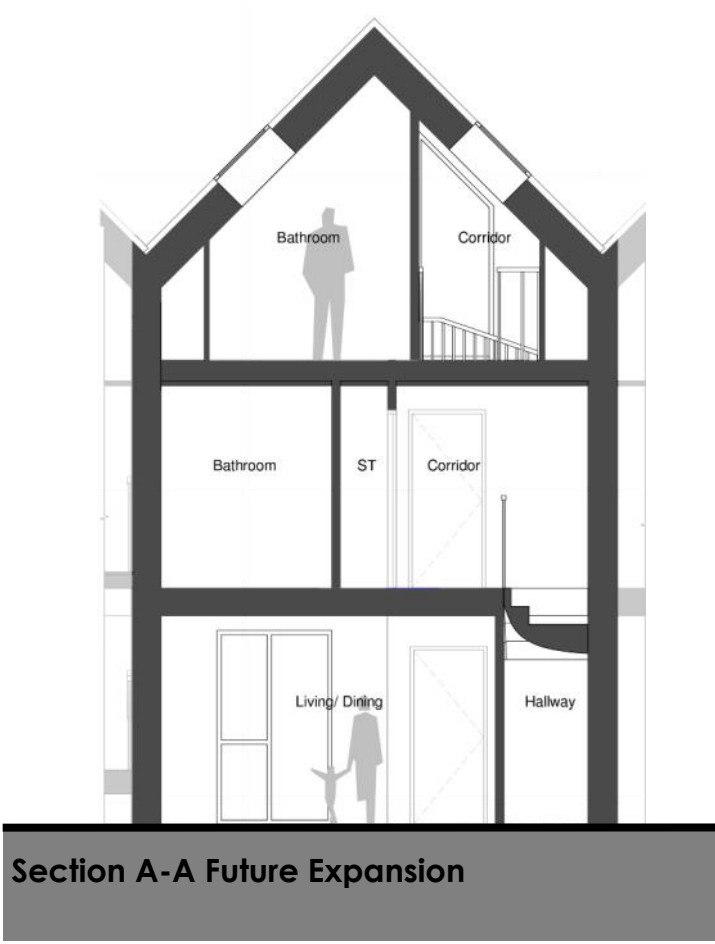 Bathroom
Corridor
Bathroom
ST
Corridor
Living/ Dining
Hallway
Section A-A Future Expansion